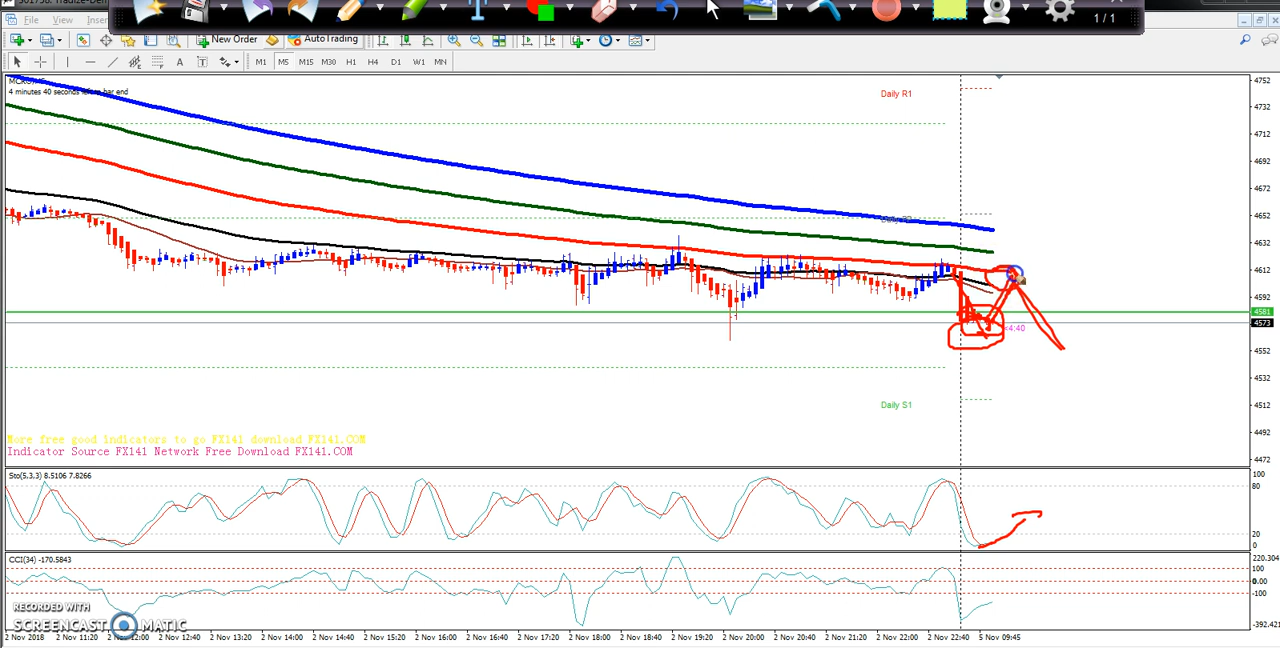 1 / 1
File View Inser
New Order AutoTrading
A T M1 M5 M15 M30 H1 H4 D1 W1 MN
4 minutes 40 seconds before bar end
Daily R1
Daily S1
<4:40
4752
4732
4712
4692
4672
4652
4632
4612
4592
4581
4573
4552
4532
4512
4492
4472
More free good indicators to go FX141 download FX141.COM
Indicator Source FX141 Network Free Download FX141.COM
Sto(5,3,3) 8.5106 7.8266
100
80
20
0
CCI(34) -170.5843
220.304
100
0.00
-100
-392.421
RECORDED WITH
SCREENCAST MATIC
2 Nov 2018 2 Nov 11:20 2 Nov 12:00 2 Nov 12:40 2 Nov 13:20 2 Nov 14:00 2 Nov 14:40 2 Nov 15:20 2 Nov 16:00 2 Nov 16:40 2 Nov 17:20 2 Nov 18:00 2 Nov 18:40 2 Nov 19:20 2 Nov 20:00 2 Nov 20:40 2 Nov 21:20 2 Nov 22:00 2 Nov 22:40 5 Nov 09:45